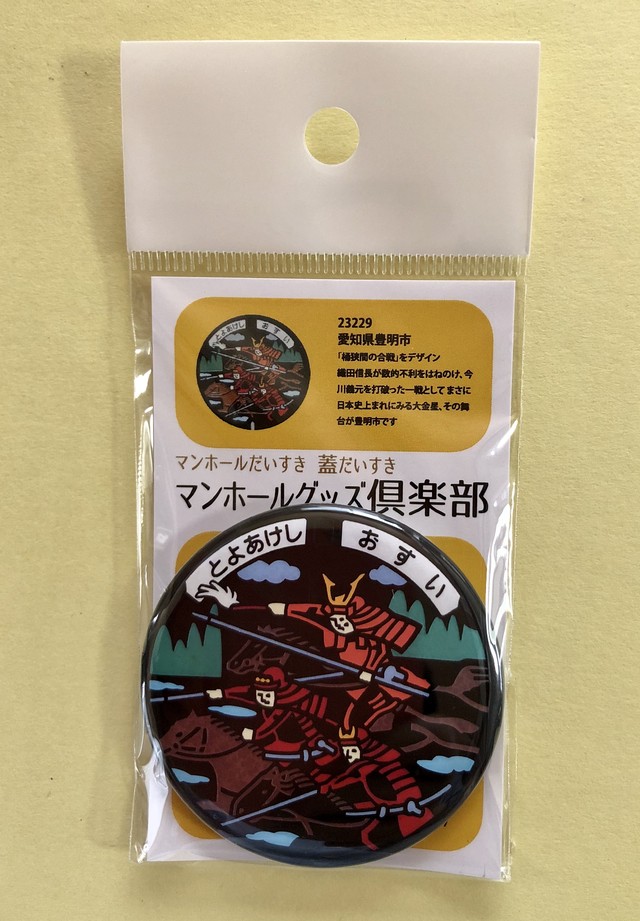 23229
愛知県豊明市
「桶狭間の合戦」をデザイン
織田信長が数的不利をはねのけ、今
川義元を打破った一戦として まさに
日本史上まれにみる大金星、その舞
台が豊明市です
とよあけし おすい
マンホールだいすき 蓋だいすき
マンホールグッズ倶楽部
とよあけし おすい